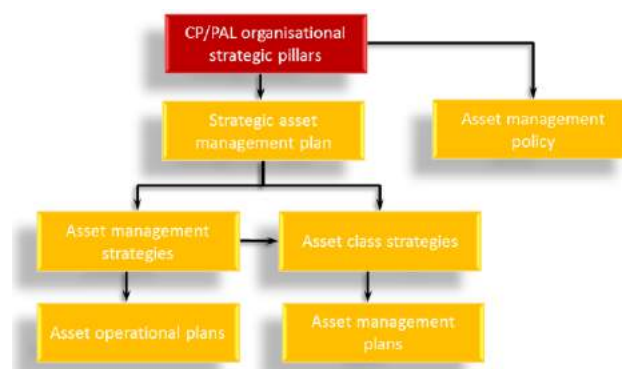 CP/PAL organisational
strategic pillars
Strategic asset
management plan
Asset management
policy
Asset management
strategies
Asset class strategies
Asset operational plans
Asset management
plans